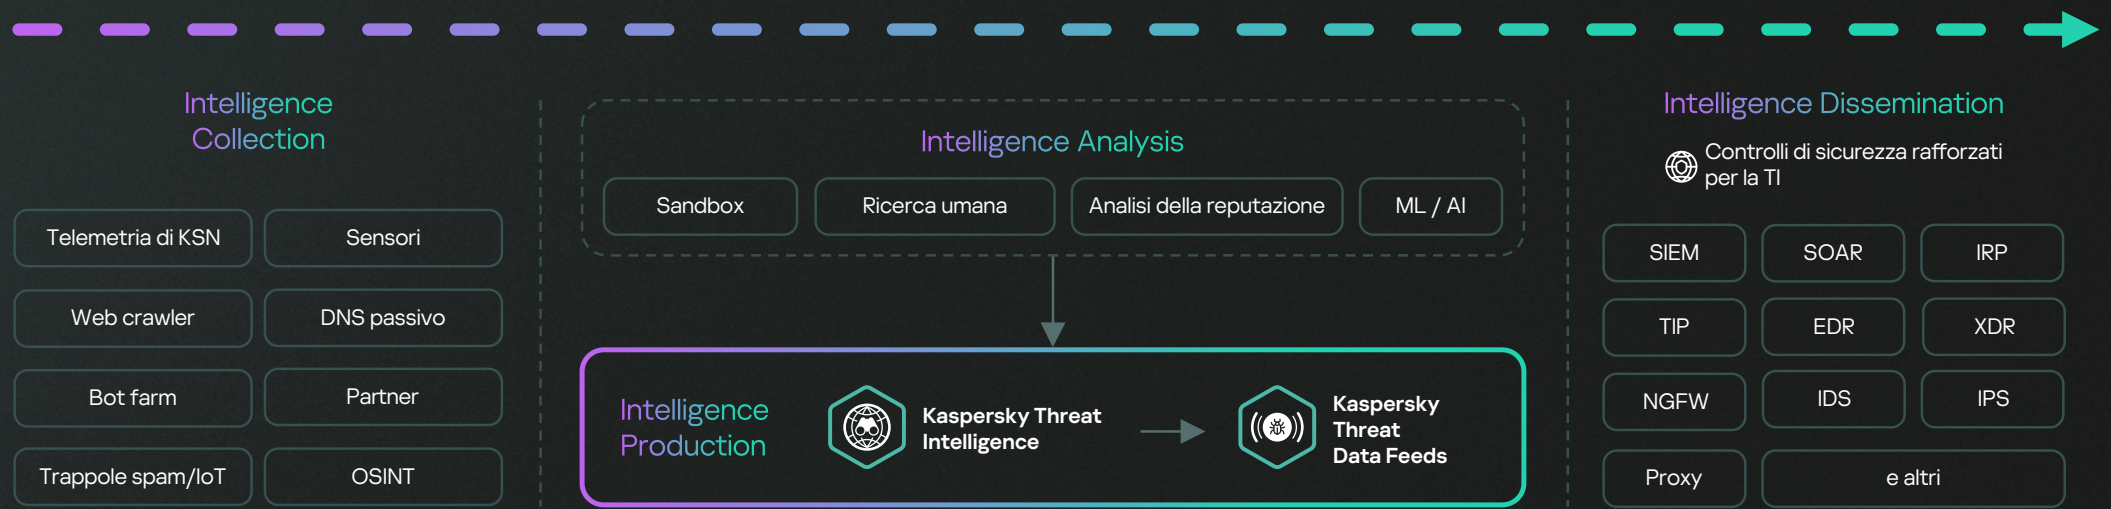 Intelligence
Collection
Telemetria di KSN
Sensori
Web crawler
DNS passivo
Bot farm
Partner
Trappole spam/IoT
OSINT
Intelligence Analysis
Sandbox
Ricerca umana
Analisi della reputazione
ML / AI
Intelligence
Production
Kaspersky Threat
Intelligence
Kaspersky
Threat
Data Feeds
Intelligence Dissemination
Controlli di sicurezza rafforzati
per la TI
SIEM
SOAR
IRP
TIP
EDR
XDR
NGFW
IDS
IPS
Proxy
e altri